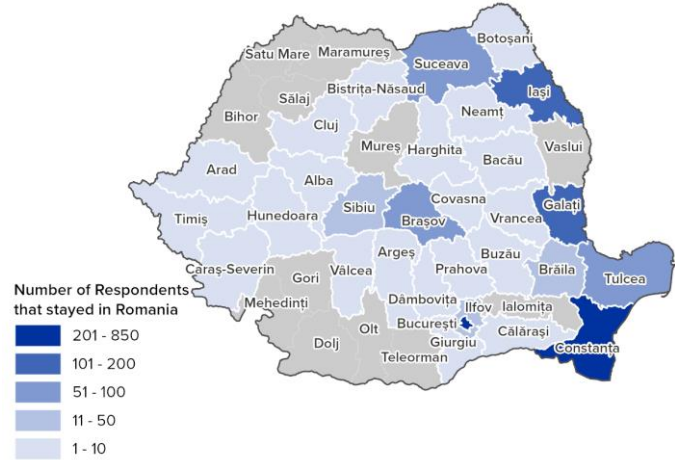 Botoșani
Satu Mare
Maramureș
Suceava
Iași
Bistrița-Năsaud
Sălaj
Neamț
Bihor
Cluj
Mureș
Harghita
Vaslui
Bacău
Arad
Alba
Covasna
Sibiu
Brașov
Galați
Timiș
Hunedoara
Vrancea
Argeș
Buzău
Caraș-Severin
Vâlcea
Prahova
Brăila
Tulcea
Gori
Mehedinți
Dâmbovița
Ilfov
Ialomița
Olt
București
Călărași
Dolj
Giurgiu
Constanța
Teleorman
Number of Respondents
that stayed in Romania
201 - 850
101 - 200
51 - 100
11 - 50
1 - 10